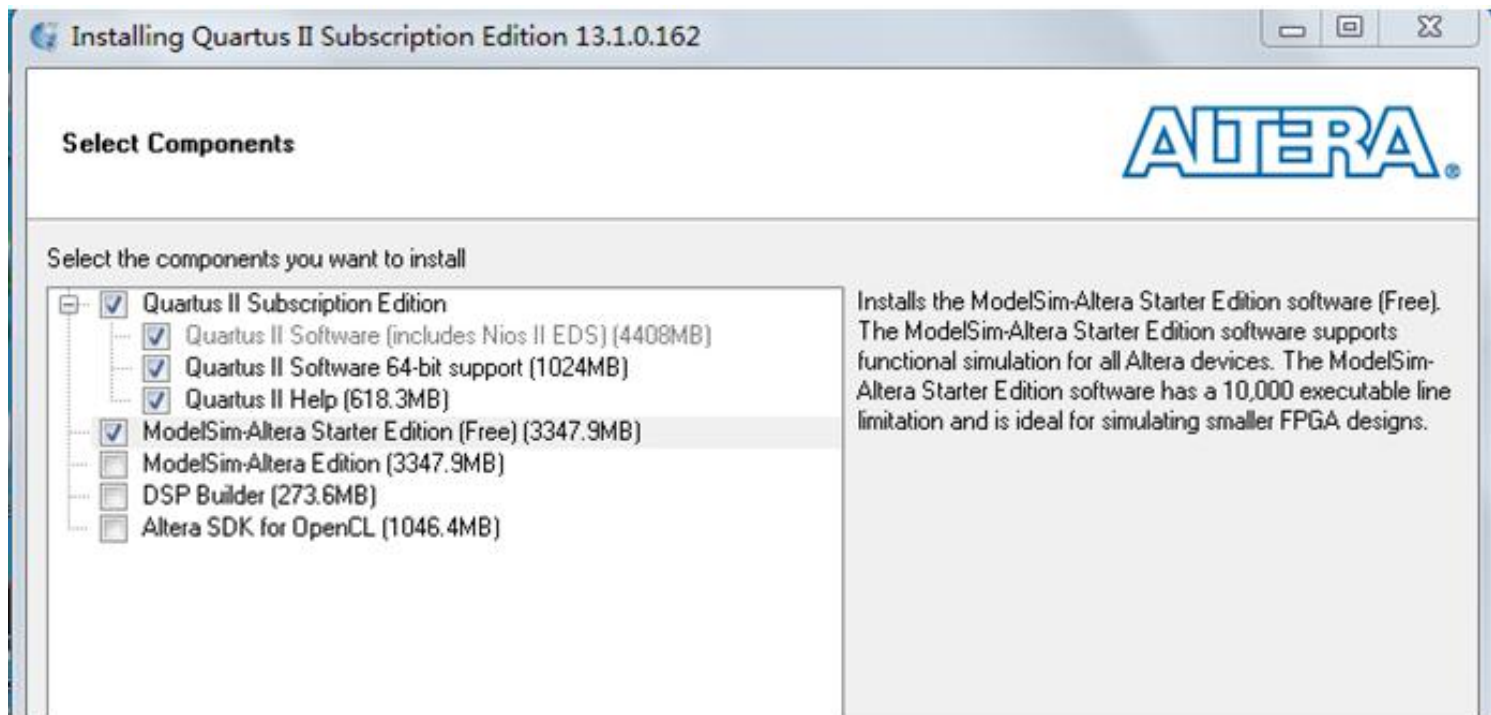 Installing Quartus II Subscription Edition 13.1.0.162
Select Components
ALTERA®
Select the components you want to install
Quartus II Subscription Edition
Quartus II Software (includes Nios II EDS) (4408MB)
Quartus II Software 64-bit support (1024MB)
Quartus II Help (618.3MB)
ModelSim-Altera Starter Edition (Free) (3347.9MB)
ModelSim-Altera Edition (3347.9MB)
DSP Builder (273.6MB)
Altera SDK for OpenCL (1046.4MB)
Installs the ModelSim-Altera Starter Edition software (Free).
The ModelSim-Altera Starter Edition software supports
functional simulation for all Altera devices. The ModelSim-
Altera Starter Edition software has a 10,000 executable line
limitation and is ideal for simulating smaller FPGA designs.